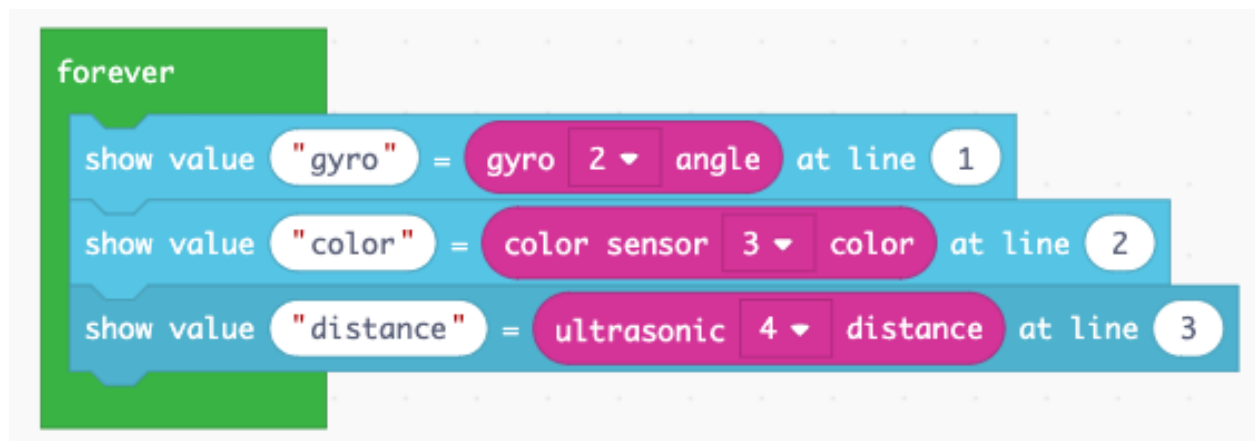 forever
show value "gyro" = gyro 2 angle at line 1
show value "color" = color sensor 3 color at line 2
show value "distance" = ultrasonic 4 distance at line 3